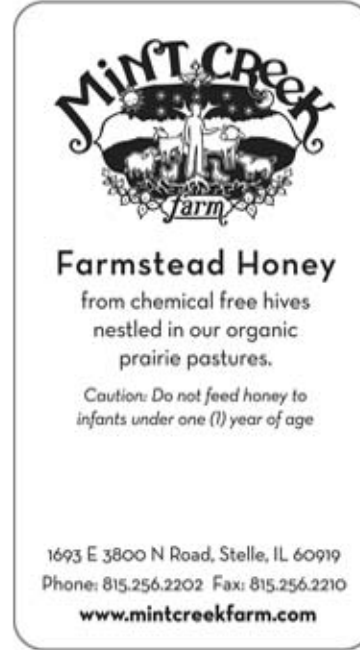 MINT CREEK
farm
Farmstead Honey
from chemical free hives
nestled in our organic
prairie pastures.
Caution: Do not feed honey to
infants under one (1) year of age
1693 E 3800 N Road, Stelle, IL 60919
Phone: 815.256.2202 Fax: 815.256.2210
www.mintcreekfarm.com